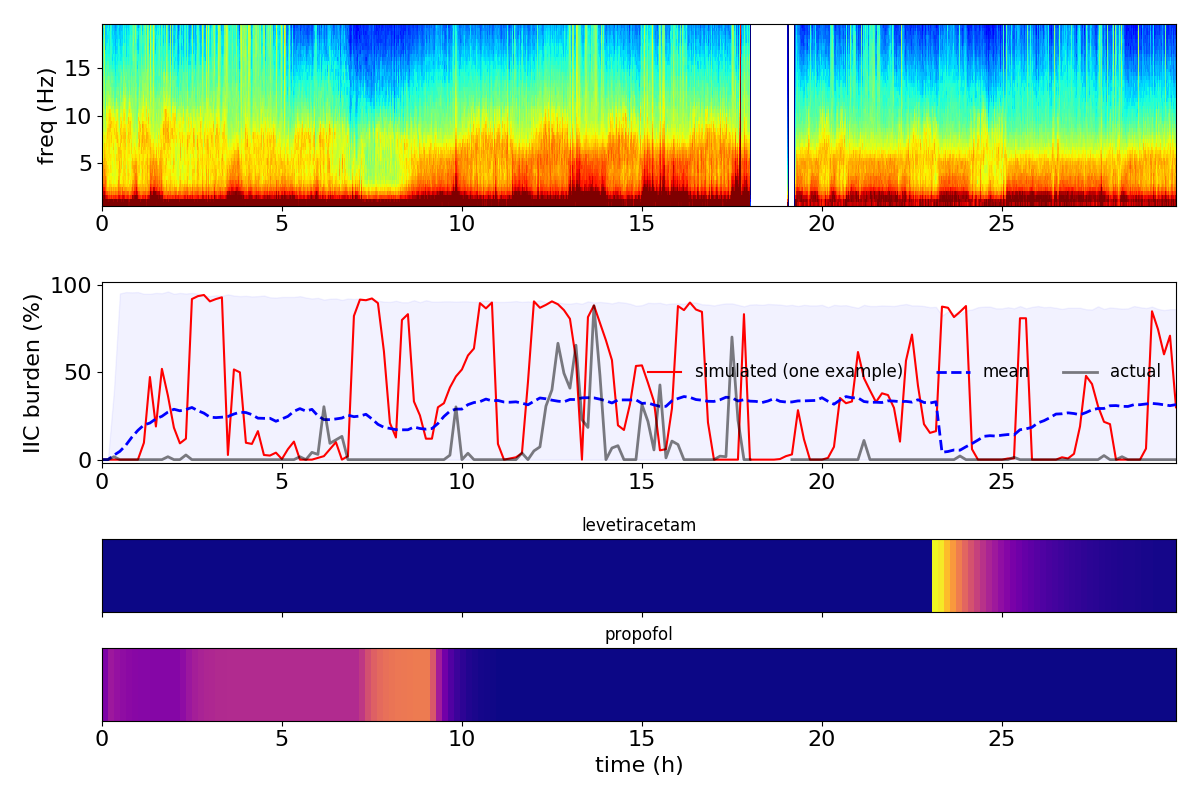 freq (Hz)
15
10
5
0 5 10 15 20 25
IIC burden (%)
100
50
0
simulated (one example) mean actual
0 5 10 15 20 25
levetiracetam
propofol
0 5 10 15 20 25
time (h)